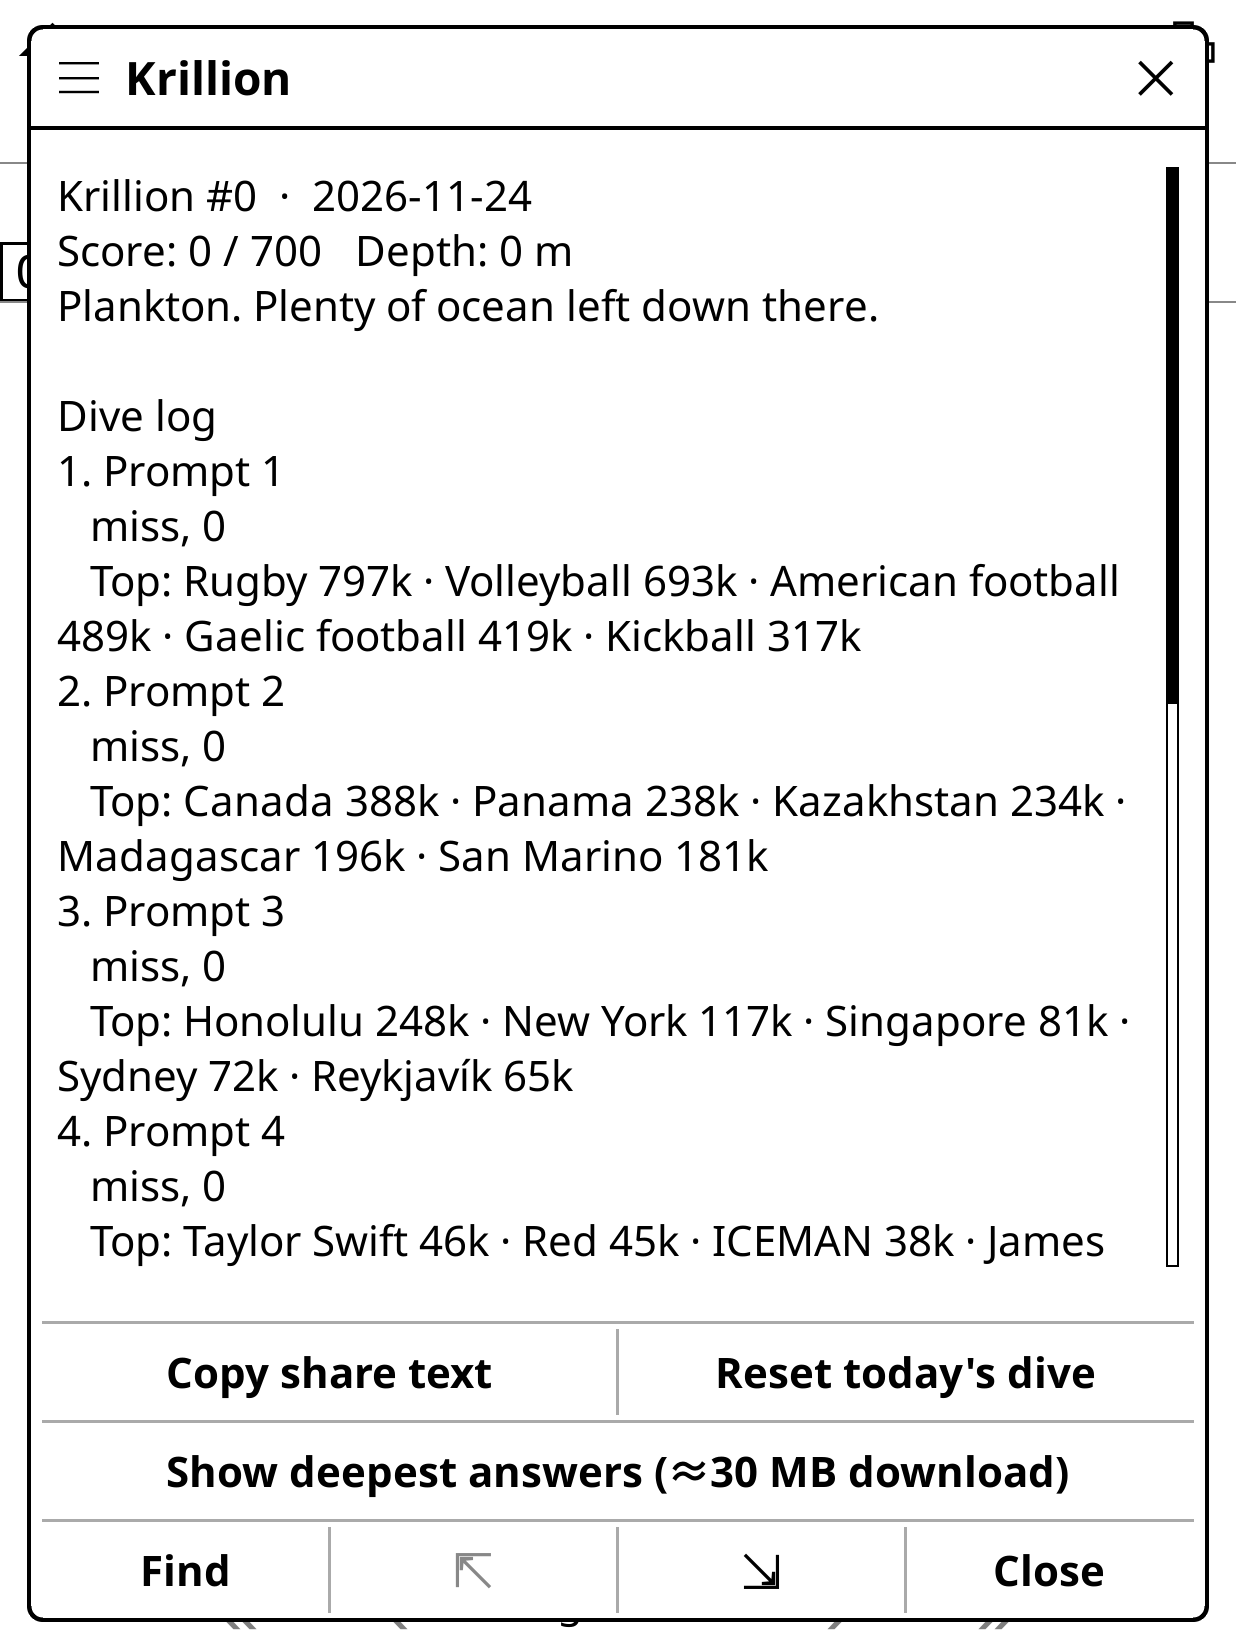 Krillion
Krillion #0 · 2026-11-24
Score: 0 / 700 Depth: 0 m
Plankton. Plenty of ocean left down there.
Dive log
1. Prompt 1
miss, 0
Top: Rugby 797k · Volleyball 693k · American football
489k · Gaelic football 419k · Kickball 317k
2. Prompt 2
miss, 0
Top: Canada 388k · Panama 238k · Kazakhstan 234k ·
Madagascar 196k · San Marino 181k
3. Prompt 3
miss, 0
Top: Honolulu 248k · New York 117k · Singapore 81k ·
Sydney 72k · Reykjavík 65k
4. Prompt 4
miss, 0
Top: Taylor Swift 46k · Red 45k · ICEMAN 38k · James
Copy share text
Reset today's dive
Show deepest answers (≈30 MB download)
Find
Close